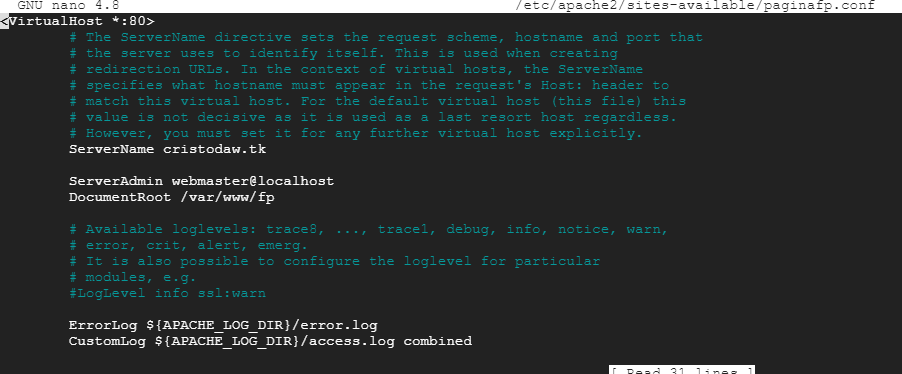 GNU nano 4.8 /etc/apache2/sites-available/paginafp.conf
<VirtualHost *:80>
# The ServerName directive sets the request scheme, hostname and port that
# the server uses to identify itself. This is used when creating
# redirection URLs. In the context of virtual hosts, the ServerName
# specifies what hostname must appear in the request's Host: header to
# match this virtual host. For the default virtual host (this file) this
# value is not decisive as it is used as a last resort host regardless.
# However, you must set it for any further virtual host explicitly.
ServerName cristodaw.tk
ServerAdmin webmaster@localhost
DocumentRoot /var/www/fp
# Available loglevels: trace8, ..., trace1, debug, info, notice, warn,
# error, crit, alert, emerg.
# It is also possible to configure the loglevel for particular
# modules, e.g.
#LogLevel info ssl:warn
ErrorLog ${APACHE_LOG_DIR}/error.log
CustomLog ${APACHE_LOG_DIR}/access.log combined
[ Read 31 lines ]